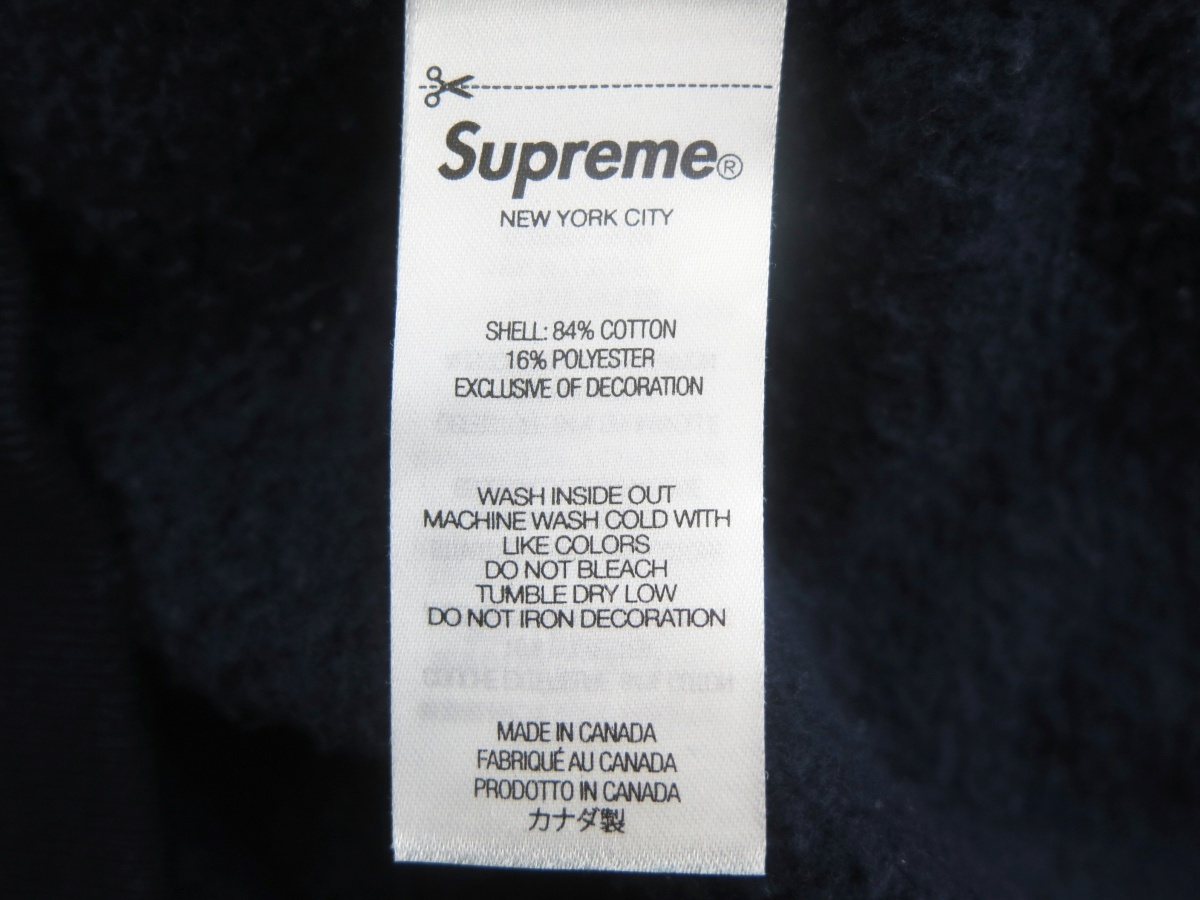 Supreme®
NEW YORK CITY
SHELL: 84% COTTON
16% POLYESTER
EXCLUSIVE OF DECORATION
WASH INSIDE OUT
MACHINE WASH COLD WITH
LIKE COLORS
DO NOT BLEACH
TUMBLE DRY LOW
DO NOT IRON DECORATION
MADE IN CANADA
FABRIQUÉ AU CANADA
PRODOTTO IN CANADA
カナダ製